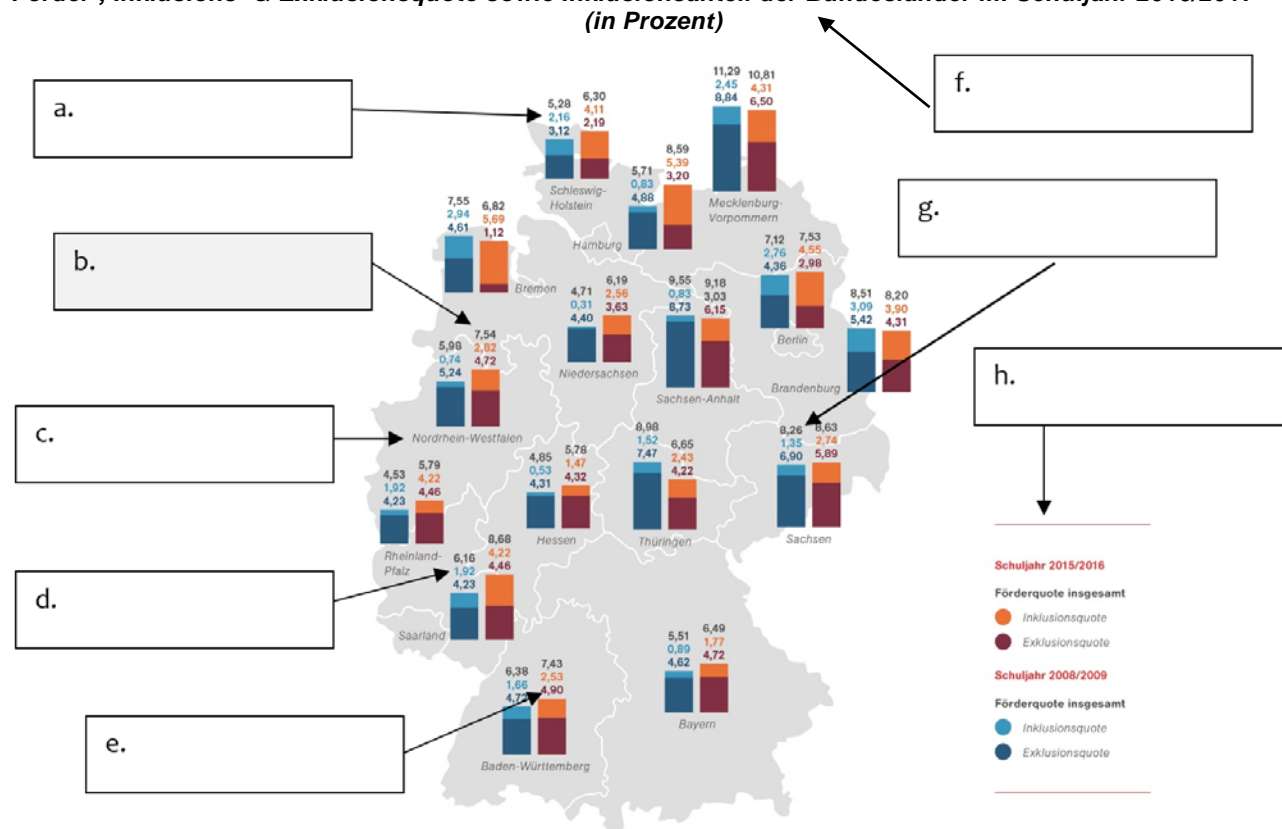 (in Prozent)
a.
f.
5,28
2,16
3,12
6,30
4,11
2,19
11,29
2,45
8,84
10,81
4,31
6,50
Schleswig-
Holstein
5,71
0,83
4,88
8,59
5,39
3,20
Mecklenburg-
Vorpommern
g.
7,55
2,94
4,61
6,82
5,69
1,12
Hamburg
b.
7,12
2,76
4,36
7,53
4,55
2,98
Bremen
4,71
0,31
4,40
6,19
2,56
3,63
9,55
0,83
8,73
9,18
3,03
6,15
8,51
3,09
5,42
8,20
3,90
4,31
Berlin
5,98
0,74
5,24
7,54
2,82
4,72
Niedersachsen
Brandenburg
Sachsen-Anhalt
h.
c.
Nordrhein-Westfalen
4,53
1,92
4,23
5,79
4,22
4,46
4,85
0,53
4,31
5,78
1,47
4,32
8,98
1,52
7,47
6,65
2,43
4,22
8,26
1,35
6,90
8,63
2,74
5,89
Hessen
Thüringen
Sachsen
Rheinland-
Pfalz
d.
6,16
1,92
4,23
8,68
4,22
4,46
Saarland
e.
6,38
1,66
7,43
2,53
4,90
Baden-Württemberg
5,51
0,89
4,62
6,49
1,77
4,72
Bayern
Schuljahr 2015/2016
Förderquote insgesamt
Inklusionsquote
Exklusionsquote
Schuljahr 2008/2009
Förderquote insgesamt
Inklusionsquote
Exklusionsquote